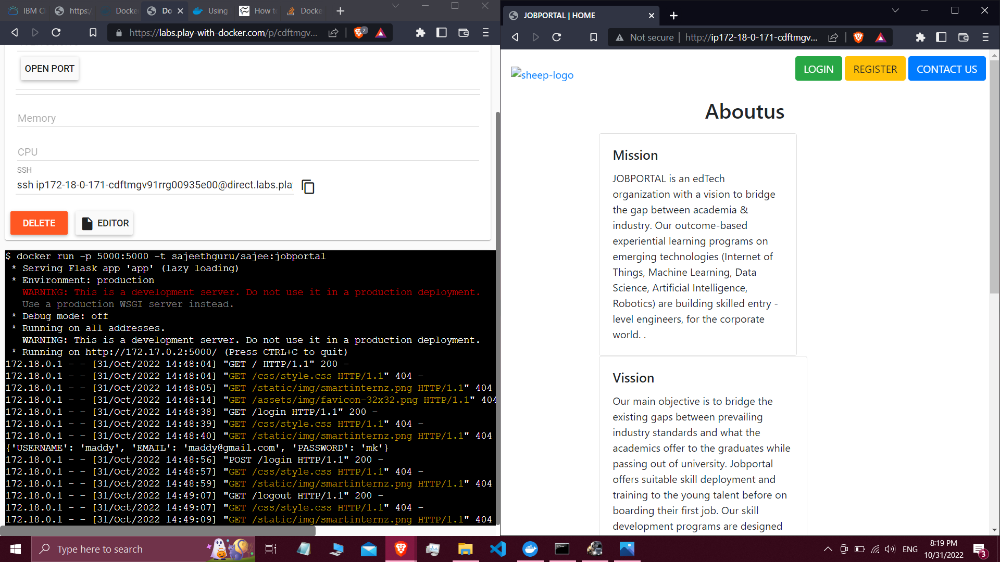 IBM Cl
https:/
Docke
Do
Using
How to
Docke
https://labs.play-with-docker.com/p/cdftmgv...
2
OPEN PORT
Memory
CPU
SSH
ssh ip172-18-0-171-cdftmgv91rrg00935e00@direct.labs.pla
DELETE
EDITOR
$ docker run -p 5000:5000 -t sajeethguru/sajee:jobportal
* Serving Flask app 'app' (lazy loading)
* Environment: production
WARNING: This is a development server. Do not use it in a production deployment.
Use a production WSGI server instead.
* Debug mode: off
* Running on all addresses.
WARNING: This is a development server. Do not use it in a production deployment.
* Running on http://172.17.0.2:5000/ (Press CTRL+C to quit)
172.18.0.1 - - [31/Oct/2022 14:48:04] "GET / HTTP/1.1" 200 -
172.18.0.1 - - [31/Oct/2022 14:48:04] "GET /css/style.css HTTP/1.1" 404 -
172.18.0.1 - - [31/Oct/2022 14:48:05] "GET /static/img/smartinternz.png HTTP/1.1" 404
172.18.0.1 - - [31/Oct/2022 14:48:14] "GET /assets/img/favicon-32x32.png HTTP/1.1" 404
172.18.0.1 - - [31/Oct/2022 14:48:38] "GET /login HTTP/1.1" 200 -
172.18.0.1 - - [31/Oct/2022 14:48:39] "GET /css/style.css HTTP/1.1" 404 -
172.18.0.1 - - [31/Oct/2022 14:48:40] "GET /static/img/smartinternz.png HTTP/1.1" 404
{'USERNAME': 'maddy', 'EMAIL': 'maddy@gmail.com', 'PASSWORD': 'mk'}
172.18.0.1 - - [31/Oct/2022 14:48:56] "POST /login HTTP/1.1" 200 -
172.18.0.1 - - [31/Oct/2022 14:48:57] "GET /css/style.css HTTP/1.1" 404 -
172.18.0.1 - - [31/Oct/2022 14:48:59] "GET /static/img/smartinternz.png HTTP/1.1" 404
172.18.0.1 - - [31/Oct/2022 14:49:07] "GET /logout HTTP/1.1" 200 -
172.18.0.1 - - [31/Oct/2022 14:49:07] "GET /css/style.css HTTP/1.1" 404 -
172.18.0.1 - - [31/Oct/2022 14:49:09] "GET /static/img/smartinternz.png HTTP/1.1" 404
JOBPORTAL | HOME
Not secure | http://ip172-18-0-171-cdftmgv...
sheep-logo
LOGIN
REGISTER
CONTACT US
Aboutus
Mission
JOBPORTAL is an edTech
organization with a vision to bridge
the gap between academia &
industry. Our outcome-based
experiential learning programs on
emerging technologies (Internet of
Things, Machine Learning, Data
Science, Artificial Intelligence,
Robotics) are building skilled entry -
level engineers, for the corporate
world. .
Vission
Our main objective is to bridge the
existing gaps between prevailing
industry standards and what the
academics offer to the graduates while
passing out of university. Jobportal
offers suitable skill deployment and
training to the young talent before on
boarding their first job. Our skill
development programs are designed
Type here to search
ENG
8:19 PM
10/31/2022
3